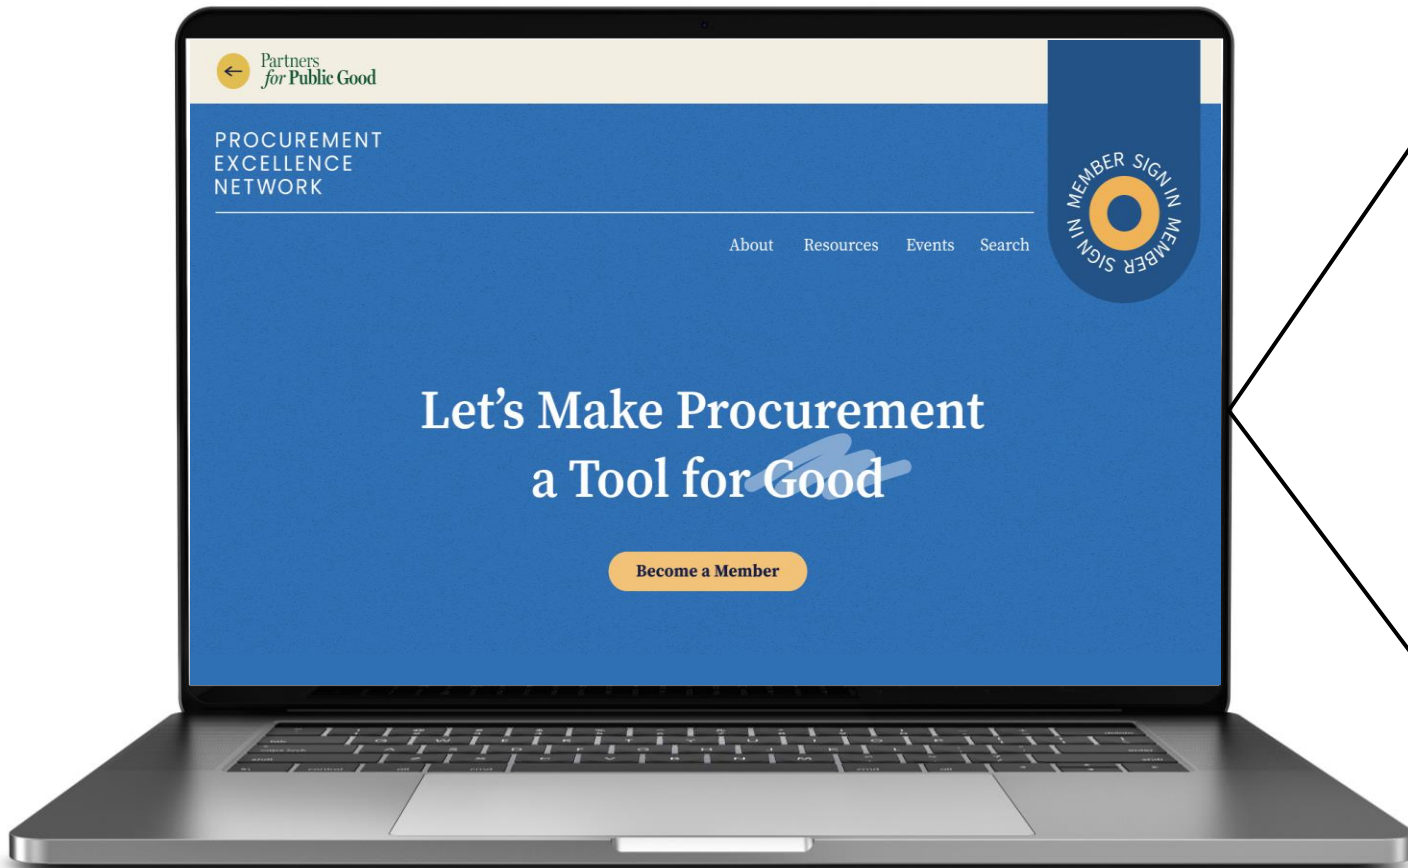 Partners
for Public Good
PROCUREMENT
EXCELLENCE
NETWORK
MEMBER SIGN IN MEMBER SIGN IN
About Resources Events Search
Let's Make Procurement
a Tool for Good
Become a Member